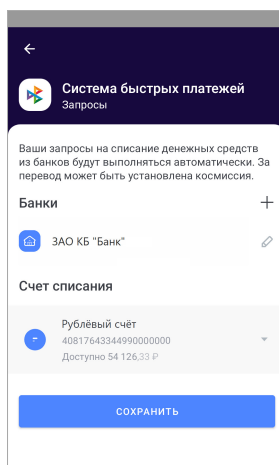 Система быстрых платежей
Запросы
Ваши запросы на списание денежных средств
из банков будут выполняться автоматически. За
перевод может быть установлена космиссия.
Банки
ЗАО КБ "Банк"
Счет списания
Рублёвый счёт
40817643344990000000
Доступно 54 126,33 ₽
СОХРАНИТЬ